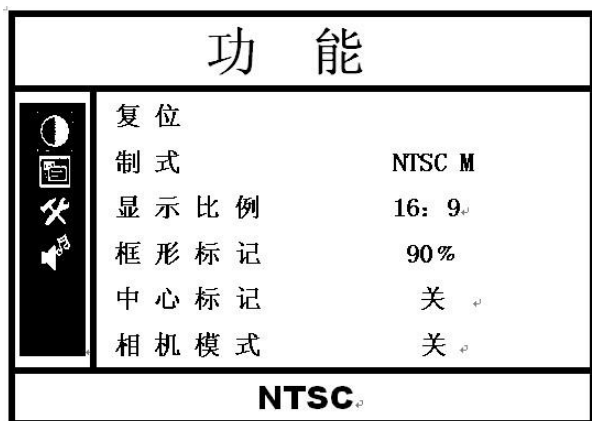 功 能
复 位
制 式 NTSC M
显 示 比 例 16：9
框 形 标 记 90%
中 心 标 记 关
相 机 模 式 关
NTSC